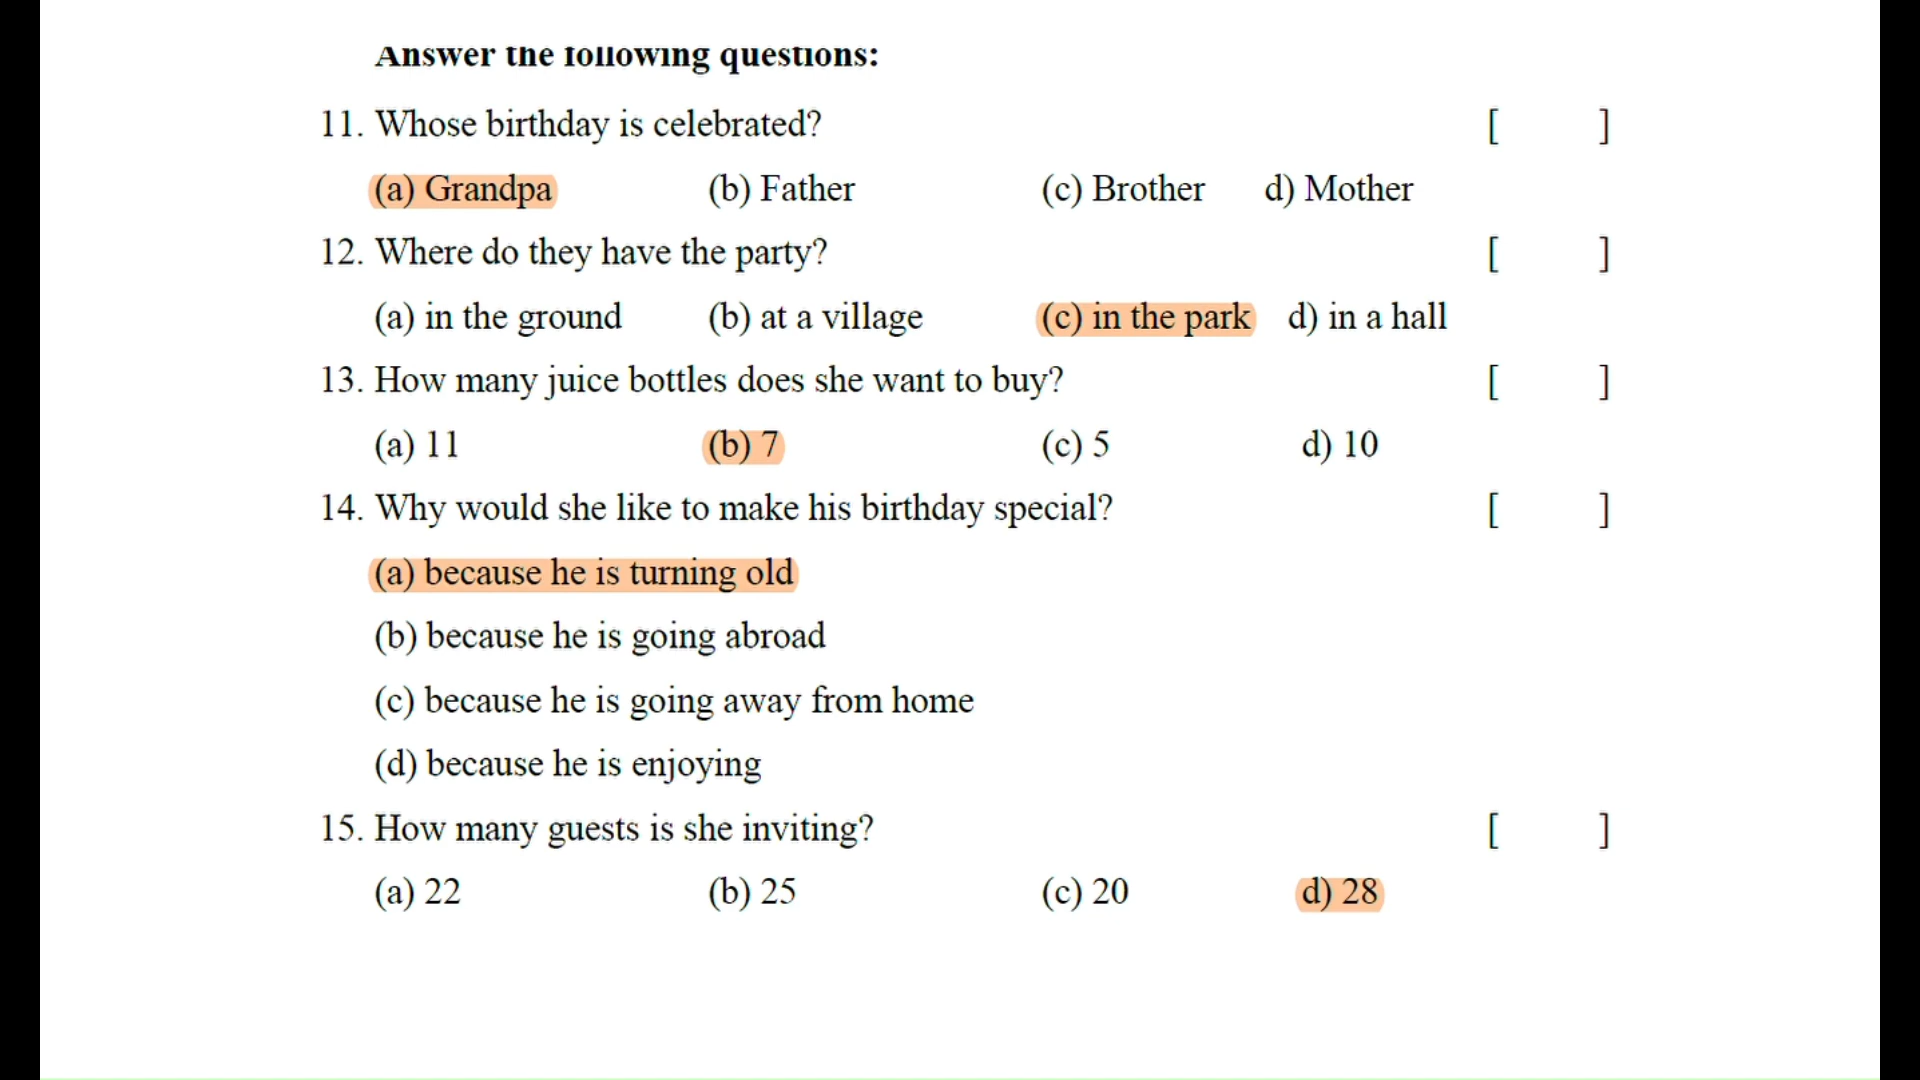 Answer the following questions:
11. Whose birthday is celebrated? [ ]
(a) Grandpa (b) Father (c) Brother d) Mother
12. Where do they have the party? [ ]
(a) in the ground (b) at a village (c) in the park d) in a hall
13. How many juice bottles does she want to buy? [ ]
(a) 11 (b) 7 (c) 5 d) 10
14. Why would she like to make his birthday special? [ ]
(a) because he is turning old
(b) because he is going abroad
(c) because he is going away from home
(d) because he is enjoying
15. How many guests is she inviting? [ ]
(a) 22 (b) 25 (c) 20 d) 28